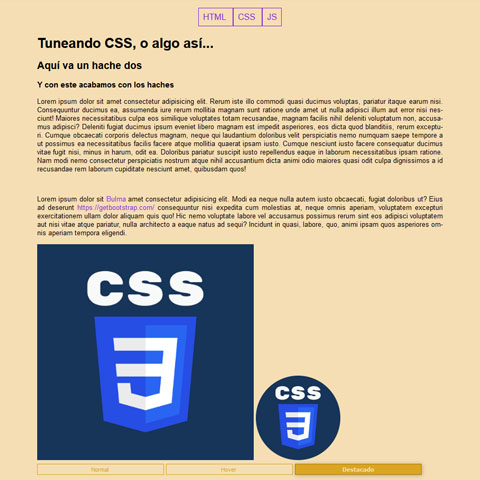 HTML CSS JS
Tuneando CSS, o algo así...
Aquí va un hache dos
Y con este acabamos con los haches
Lorem ipsum dolor sit amet consectetur adipisicing elit. Rerum iste illo commodi quasi ducimus voluptas, pariatur itaque earum nisi.
Consequuntur ducimus ea, assumenda iure rerum mollitia magnam sunt ratione unde amet ut nulla adipisci illum aut error nisi nes-
ciunt! Maiores necessitatibus culpa eos similique voluptates totam recusandae, magnam facilis nihil deleniti voluptatum non, accusa-
mus adipisci? Deleniti fugiat ducimus ipsum eveniet libero magnam est impedit asperiores, eos dicta quod blanditiis, rerum exceptu-
ri. Cumque obcaecati corporis delectus magnam, neque qui laudantium doloribus velit perspiciatis nemo numquam saepe tempore a
ut possimus ea necessitatibus facilis facere atque mollitia quaerat ipsam iusto. Cumque nesciunt iusto facere consequatur ducimus
vitae fugit nisi, minus in harum, odit ea. Doloribus pariatur suscipit iusto repellendus eaque in laborum necessitatibus ipsam ratione.
Nam modi nemo consectetur perspiciatis nostrum atque nihil accusantium dicta animi odio maiores quasi odit culpa dignissimos a id
recusandae rem laborum cupiditate nesciunt amet, quibusdam quos!
Lorem ipsum dolor sit Bulma amet consectetur adipisicing elit. Modi ea neque nulla autem iusto obcaecati, fugiat doloribus ut? Eius
ad deserunt https://getbootstrap.com/ consequuntur nisi expedita cum molestias at, neque omnis aperiam, voluptatem excepturi
exercitationem ullam dolor aliquam quis quo! Hic nemo voluptate labore vel accusamus possimus rerum sint eos adipisci voluptatem
aut nisi vitae atque pariatur, nulla architecto a eaque natus ad sequi? Incidunt in quasi, labore, quo, animi ipsam quos asperiores om-
nis aperiam tempora eligendi.
CSS
3
CSS
3
Normal Hover Destacado